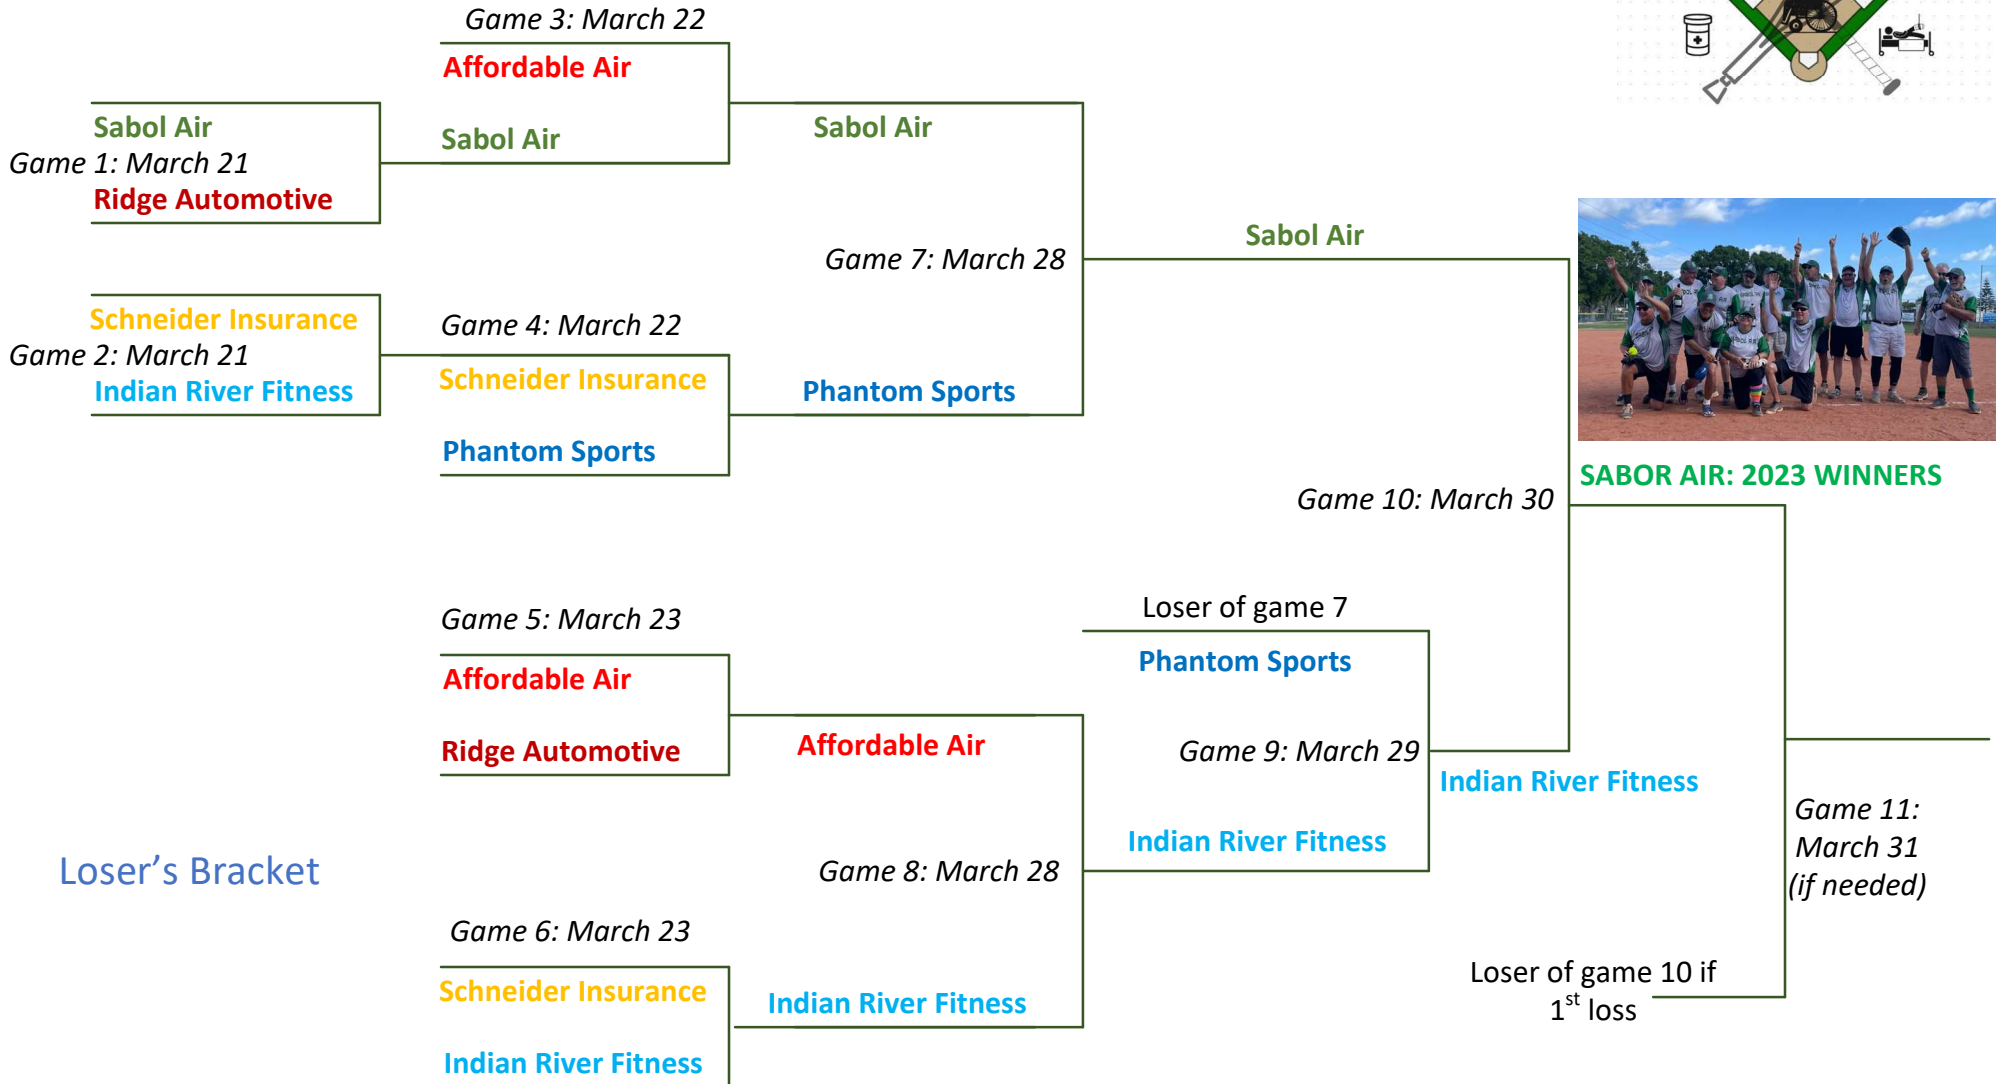 Game 3: March 22
Affordable Air
Sabol Air
Sabol Air
Game 1: March 21
Ridge Automotive
Sabol Air
Game 7: March 28
Sabol Air
Schneider Insurance
Game 2: March 21
Indian River Fitness
Game 4: March 22
Schneider Insurance
Phantom Sports
Phantom Sports
SABOR AIR: 2023 WINNERS
Game 10: March 30
Game 5: March 23
Affordable Air
Ridge Automotive
Affordable Air
Loser of game 7
Phantom Sports
Game 9: March 29
Indian River Fitness
Indian River Fitness
Game 11:
March 31
(if needed)
Loser's Bracket
Game 8: March 28
Game 6: March 23
Schneider Insurance
Indian River Fitness
Indian River Fitness
Loser of game 10 if
1st loss